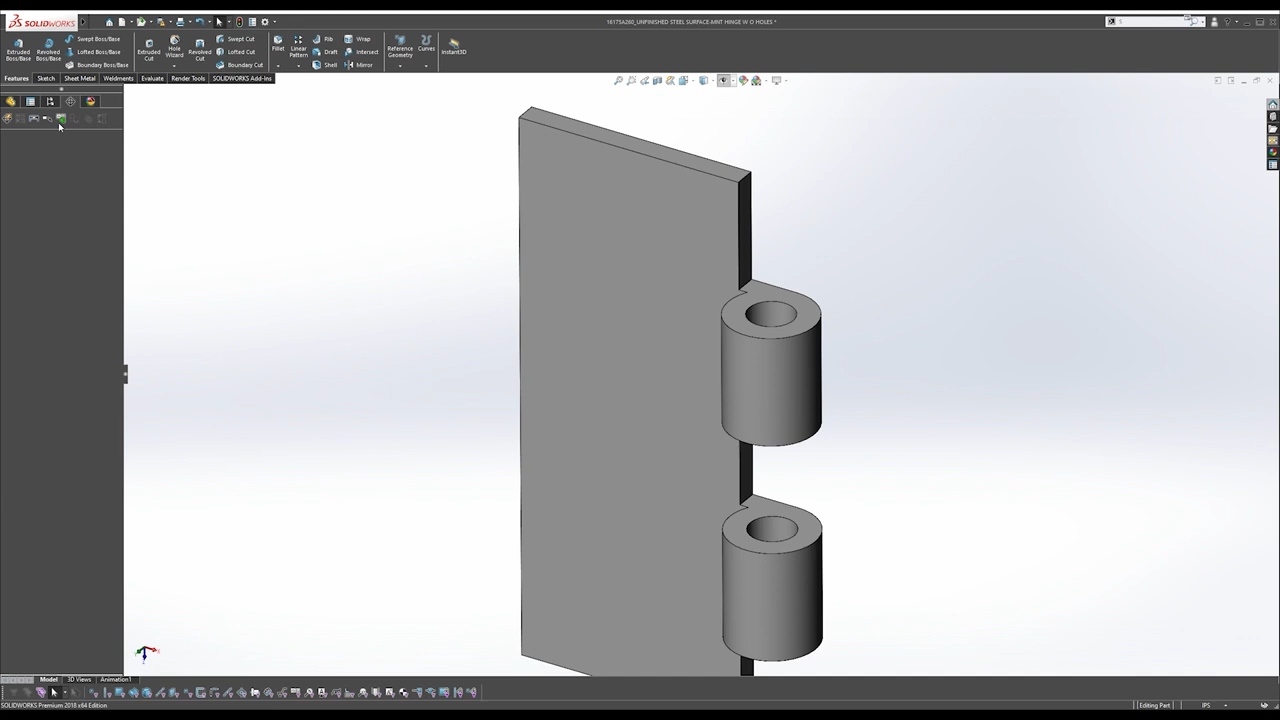 SOLIDWORKS
16175A260_UNFINISHED STEEL SURFACE-MNT HINGE W O HOLES *
Extruded Boss/Base
Revolved Boss/Base
Swept Boss/Base
Lofted Boss/Base
Boundary Boss/Base
Extruded Cut
Hole Wizard
Revolved Cut
Swept Cut
Lofted Cut
Boundary Cut
Fillet
Linear Pattern
Rib
Draft
Shell
Wrap
Intersect
Mirror
Reference Geometry
Curves
Instant3D
Features Sketch Sheet Metal Weldments Evaluate Render Tools SOLIDWORKS Add-Ins
Model 3D Views Animation1
SOLIDWORKS Premium 2018 x64 Edition
Editing Part IPS